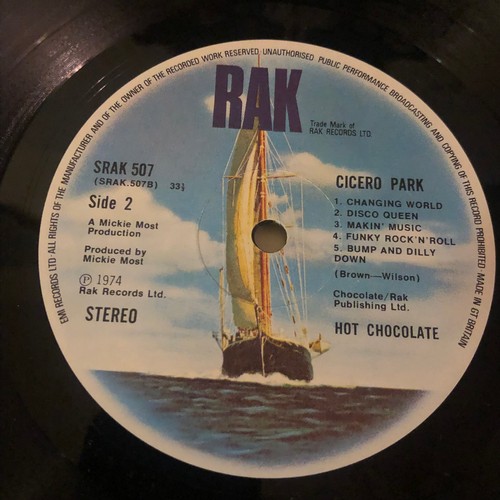 EMI RECORDS LTD· ALL RIGHTS OF THE MANUFACTURER AND OF THE OWNER OF THE RECORDED WORK RESERVED· UNAUTHORISED PUBLIC PERFORMANCE BROADCASTING AND COPYING OF THIS RECORD PROHIBITED· MADE IN GT BRITAIN
RAK
Trade Mark of
RAK RECORDS LTD
SRAK 507
(SRAK.507B) 33⅓
Side 2
A Mickie Most
Production
Produced by
Mickie Most
Ⓟ 1974
Rak Records Ltd.
STEREO
CICERO PARK
1. CHANGING WORLD
2. DISCO QUEEN
3. MAKIN' MUSIC
4. FUNKY ROCK'N'ROLL
5. BUMP AND DILLY
DOWN
(Brown—Wilson)
Chocolate/Rak
Publishing Ltd.
HOT CHOCOLATE